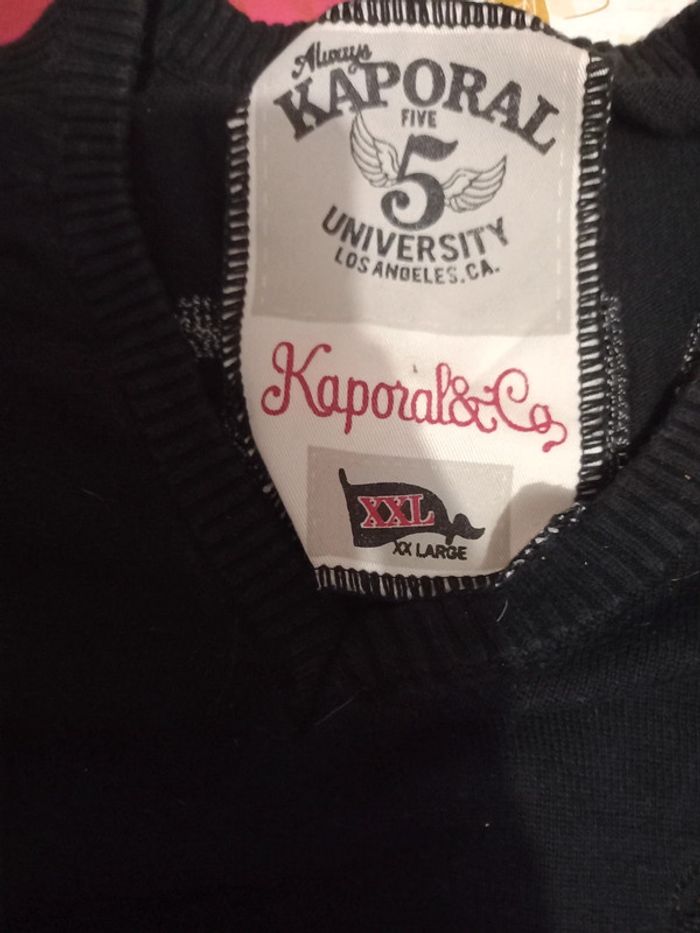 Always
KAPORAL
FIVE
5
UNIVERSITY
LOS ANGELES.CA.
Kaporal&Co
XXL
XX LARGE